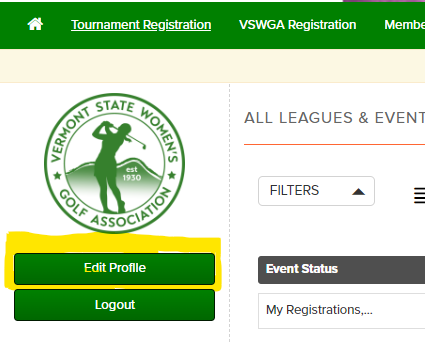 Tournament Registration
VSWGA Registration
Membe
VERMONT STATE WOMEN'S
est
1930
GOLF ASSOCIATION
ALL LEAGUES & EVENT
FILTERS
Edit Profile
Event Status
Logout
My Registrations,...